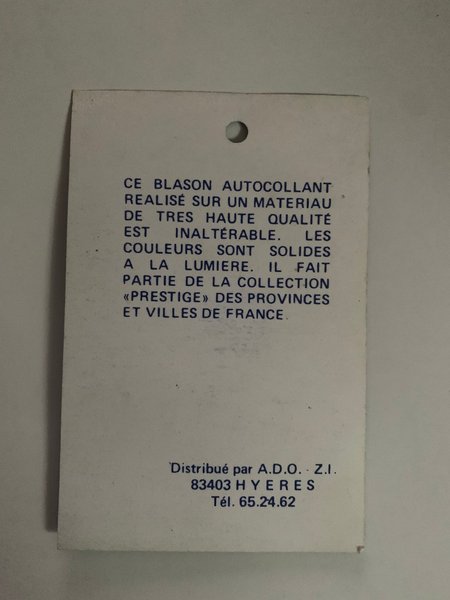 CE BLASON AUTOCOLLANT
REALISÉ SUR UN MATERIAU
DE TRES HAUTE QUALITÉ
EST INALTÉRABLE. LES
COULEURS SONT SOLIDES
A LA LUMIERE. IL FAIT
PARTIE DE LA COLLECTION
«PRESTIGE» DES PROVINCES
ET VILLES DE FRANCE.
Distribué par A.D.O. - Z.I.
83403 HYERES
Tél. 65.24.62